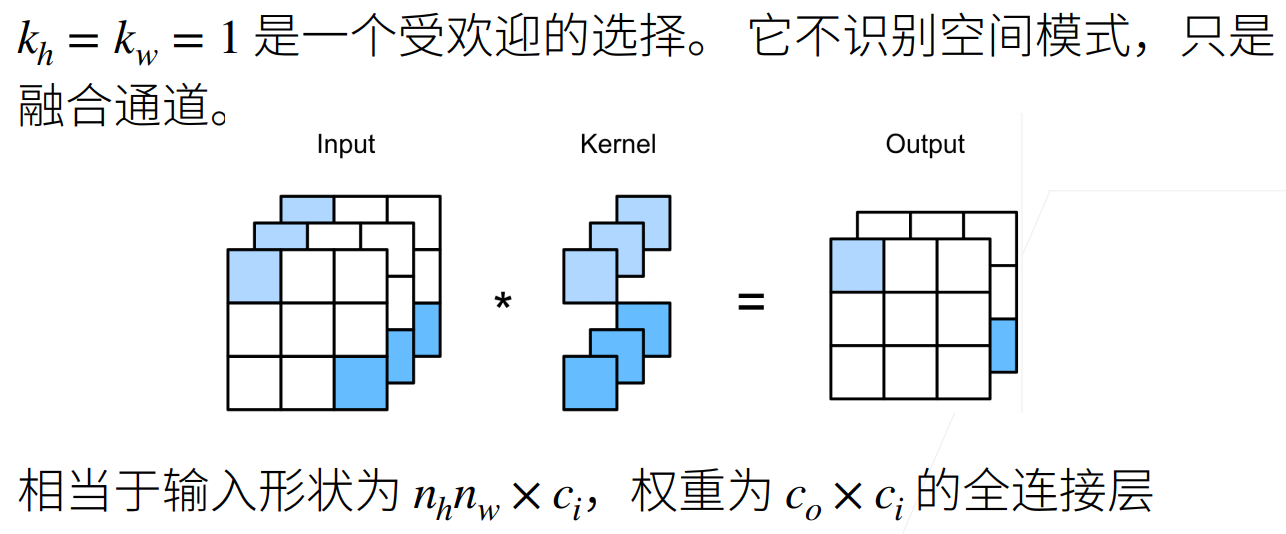 k_h = k_w = 1 是一个受欢迎的选择。 它不识别空间模式，只是
融合通道。
Input Kernel Output
* =
相当于输入形状为 n_h n_w × c_i，权重为 c_o × c_i 的全连接层